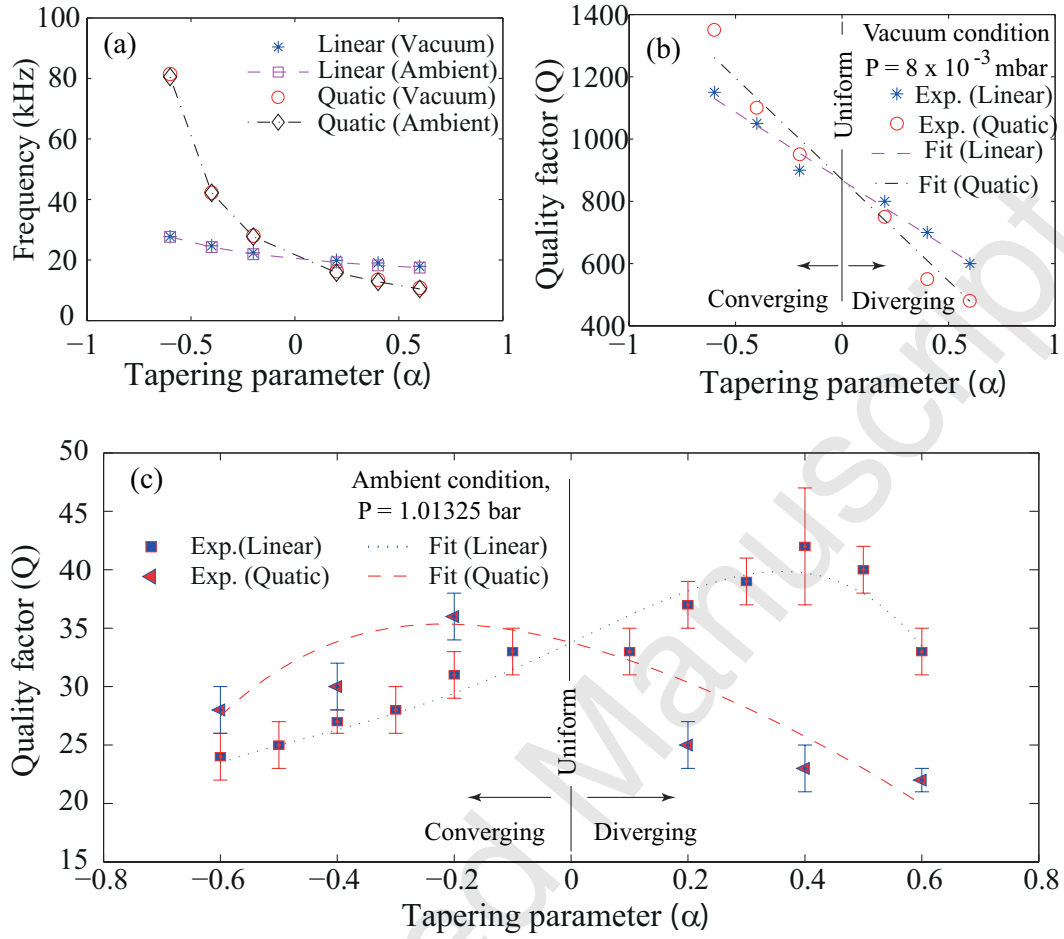 (a)
Linear (Vacuum)
Linear (Ambient)
Quatic (Vacuum)
Quatic (Ambient)
Frequency (kHz)
100
80
60
40
20
0
−1
−0.5
0
0.5
1
Tapering parameter (α)
(b)
Vacuum condition
P = 8 x 10⁻³ mbar
Exp. (Linear)
Exp. (Quatic)
Fit (Linear)
Fit (Quatic)
Uniform
Converging
Diverging
Quality factor (Q)
1400
1200
1000
800
600
400
−1
−0.5
0
0.5
1
Tapering parameter (α)
(c)
Ambient condition,
P = 1.01325 bar
Exp.(Linear)
Fit (Linear)
Exp. (Quatic)
Fit (Quatic)
Uniform
Converging
Diverging
Quality factor (Q)
50
45
40
35
30
25
20
15
−0.8
−0.6
−0.4
−0.2
0
0.2
0.4
0.6
0.8
Tapering parameter (α)
ed Manuscript